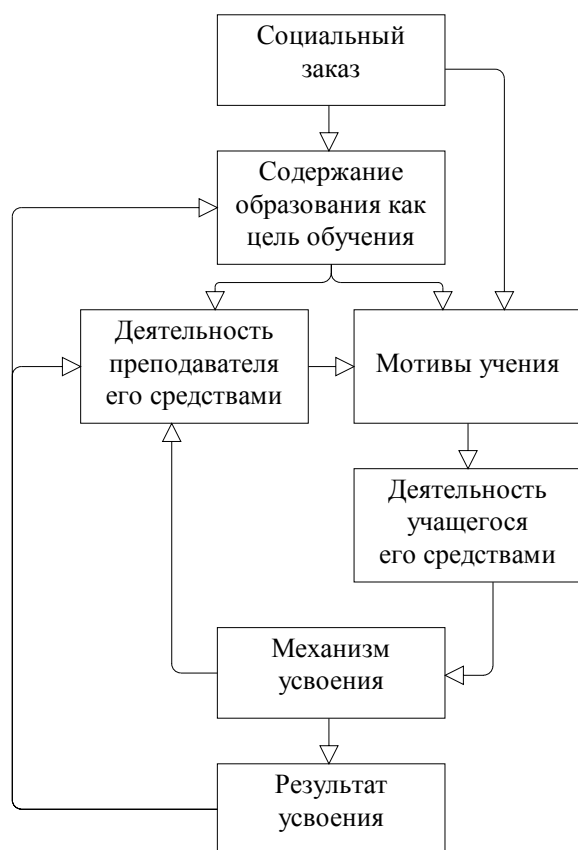 Социальный
заказ
Содержание
образования как
цель обучения
Деятельность
преподавателя
его средствами
Мотивы учения
Деятельность
учащегося
его средствами
Механизм
усвоения
Результат
усвоения